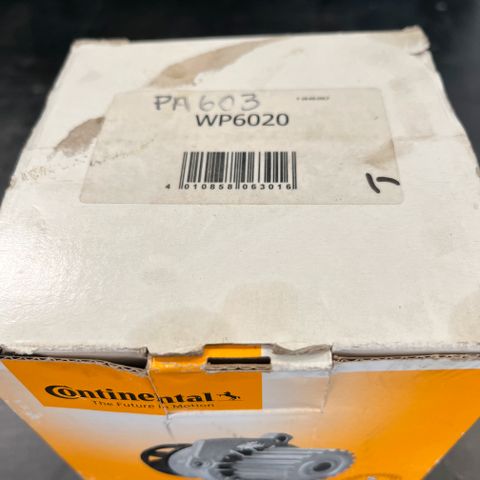 PA603
WP6020
4 010858 063016
Continental
The Future in Motion